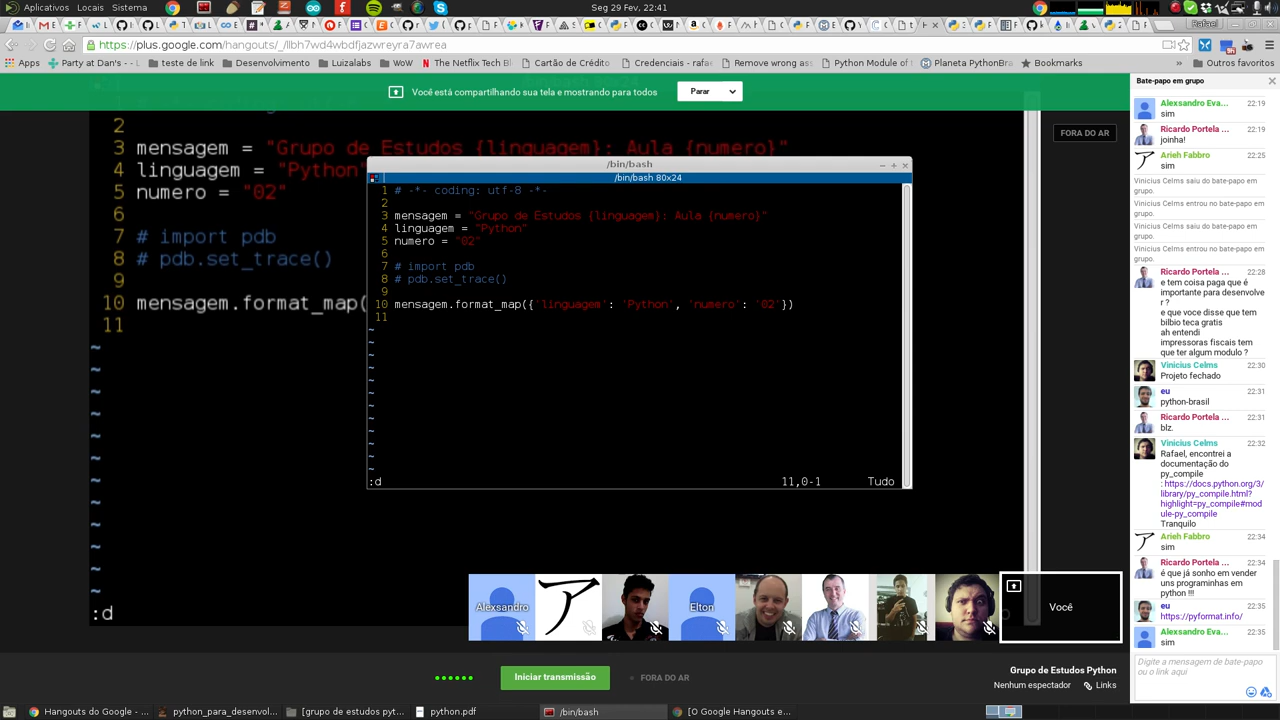 Aplicativos Locais Sistema
Seg 29 Fev, 22:41
Rafael
https://plus.google.com/hangouts/_/llbh7wd4wbdfjazwreyra7awrea
Apps Party at Dan's-- - L teste de link Desenvolvimento Luizalabs WoW The Netflix Tech Bl Cartão de Crédito Credenciais - rafae Remove wrong ass Python Module of t Planeta PythonBra Bookmarks » Outros favoritos
Você está compartilhando sua tela e mostrando para todos
Parar
FORA DO AR
2
3 mensagem = "Grupo de Estudos {linguagem}: Aula {numero}"
4 linguagem = "Python"
5 numero = "02"
6
7 # import pdb
8 # pdb.set_trace()
9
10 mensagem.format_map(
11
~
:d
/bin/bash
/bin/bash 80x24
1 # -*- coding: utf-8 -*-
2
3 mensagem = "Grupo de Estudos {linguagem}: Aula {numero}"
4 linguagem = "Python"
5 numero = "02"
6
7 # import pdb
8 # pdb.set_trace()
9
10 mensagem.format_map({'linguagem': 'Python', 'numero': '02'})
11
~
:d 11,0-1 Tudo
Alexsandro
Elton
Você
Iniciar transmissão
FORA DO AR
Grupo de Estudos Python
Nenhum espectador Links
Bate-papo em grupo
Alexsandro Eva... 22:19
sim
Ricardo Portela ... 22:19
joinha!
Arieh Fabbro 22:25
sim
Vinicius Celms saiu do bate-papo em
grupo.
Vinicius Celms entrou no bate-papo em
grupo.
Vinicius Celms saiu do bate-papo em
grupo.
Vinicius Celms entrou no bate-papo em
grupo.
Ricardo Portela ... 22:28
e tem coisa paga que é
importante para desenvolve
r ?
e que voce disse que tem
bilbio teca gratis
ah entendi
impressoras fiscais tem
que ter algum modulo ?
Vinicius Celms 22:30
Projeto fechado
eu 22:31
python-brasil
Ricardo Portela ... 22:31
blz.
Vinicius Celms 22:32
Rafael, encontrei a
documentação do
py_compile
: https://docs.python.org/3/
library/py_compile.html?
highlight=py_compile#mod
ule-py_compile
Tranquilo
Arieh Fabbro 22:34
sim
Ricardo Portela ... 22:34
é que já sonho em vender
uns programinhas em
python !!!
eu 22:35
https://pyformat.info/
Alexsandro Eva... 22:35
sim
Digite a mensagem de bate-papo
ou o link aqui
Hangouts do Google - ... python_para_desenvol... [grupo de estudos pyt... python.pdf /bin/bash [O Google Hangouts e...